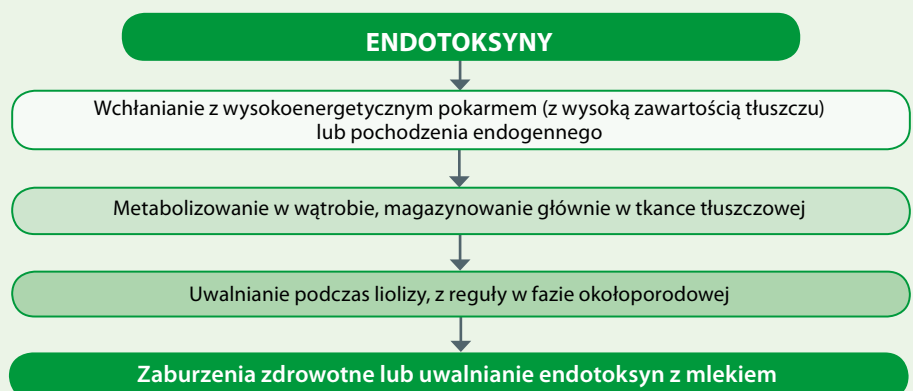 ENDOTOKSYNY
Wchłanianie z wysokoenergetycznym pokarmem (z wysoką zawartością tłuszczu)
lub pochodzenia endogennego
Metabolizowanie w wątrobie, magazynowanie głównie w tkance tłuszczowej
Uwalnianie podczas liolizy, z reguły w fazie okołoporodowej
Zaburzenia zdrowotne lub uwalnianie endotoksyn z mlekiem